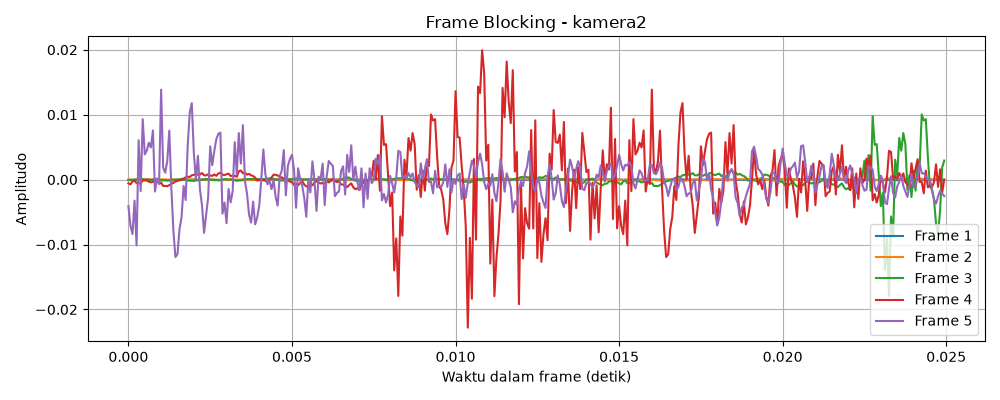 Frame Blocking - kamera2
Amplitudo
0.02
0.01
0.00
−0.01
−0.02
Frame 1
Frame 2
Frame 3
Frame 4
Frame 5
0.000
0.005
0.010
0.015
0.020
0.025
Waktu dalam frame (detik)